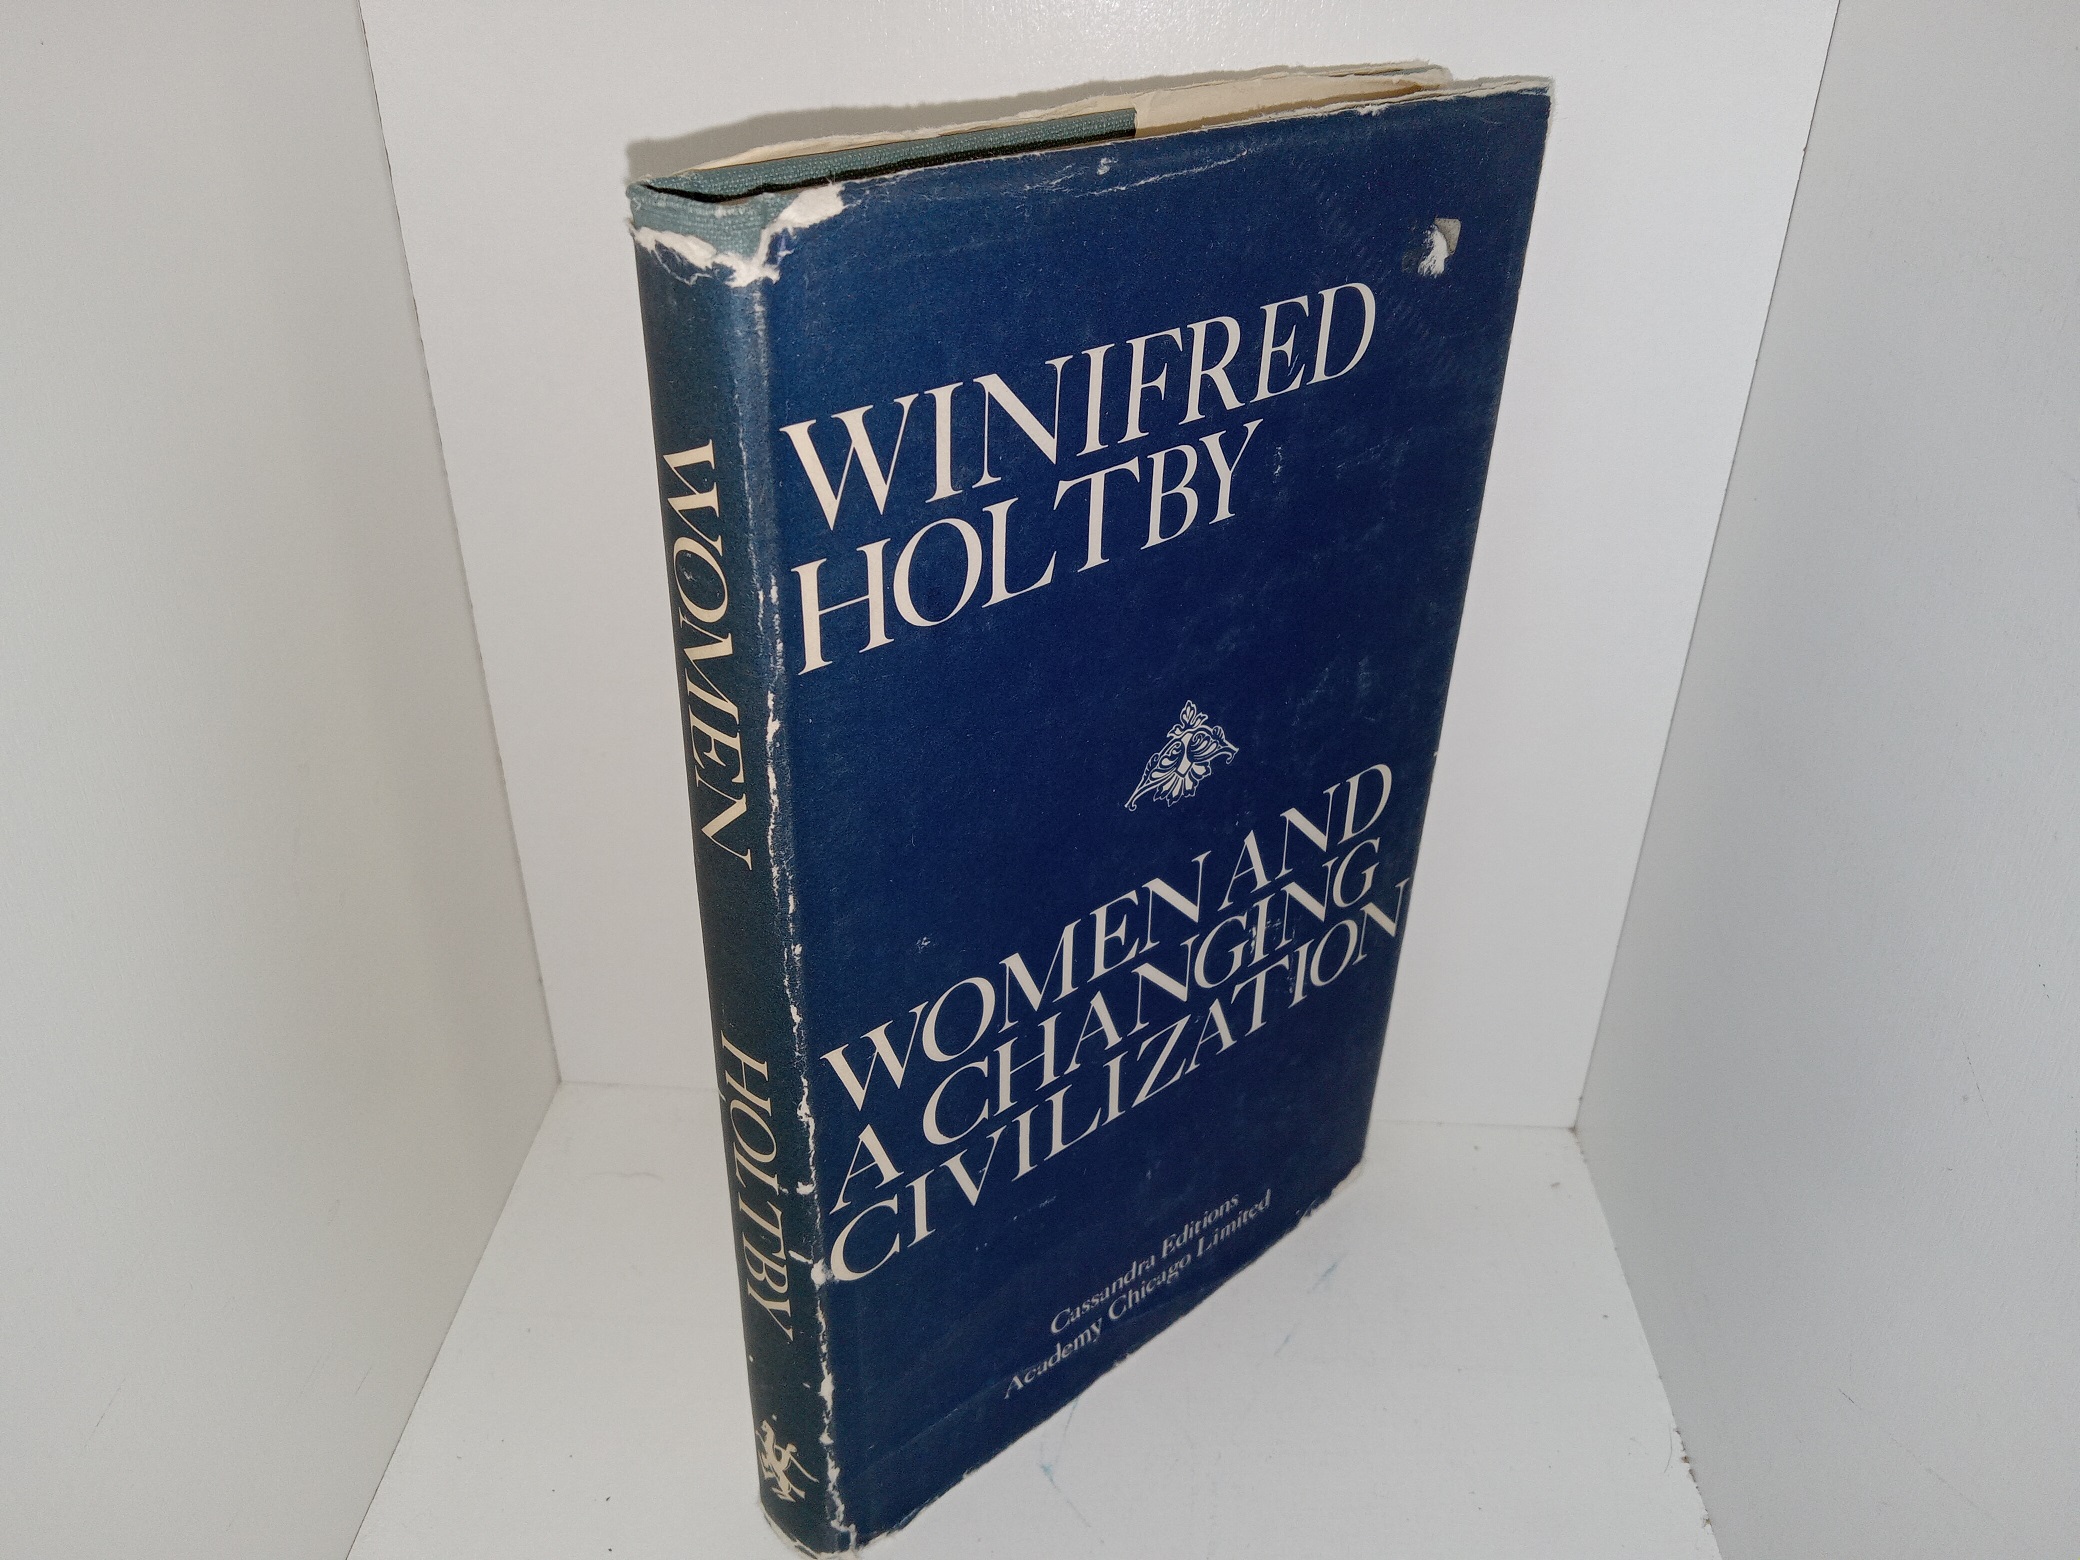 WOMEN HOLTBY
WINIFRED
HOLTBY
WOMEN AND
A CHANGING
CIVILIZATION
Cassandra Editions
Academy Chicago Limited